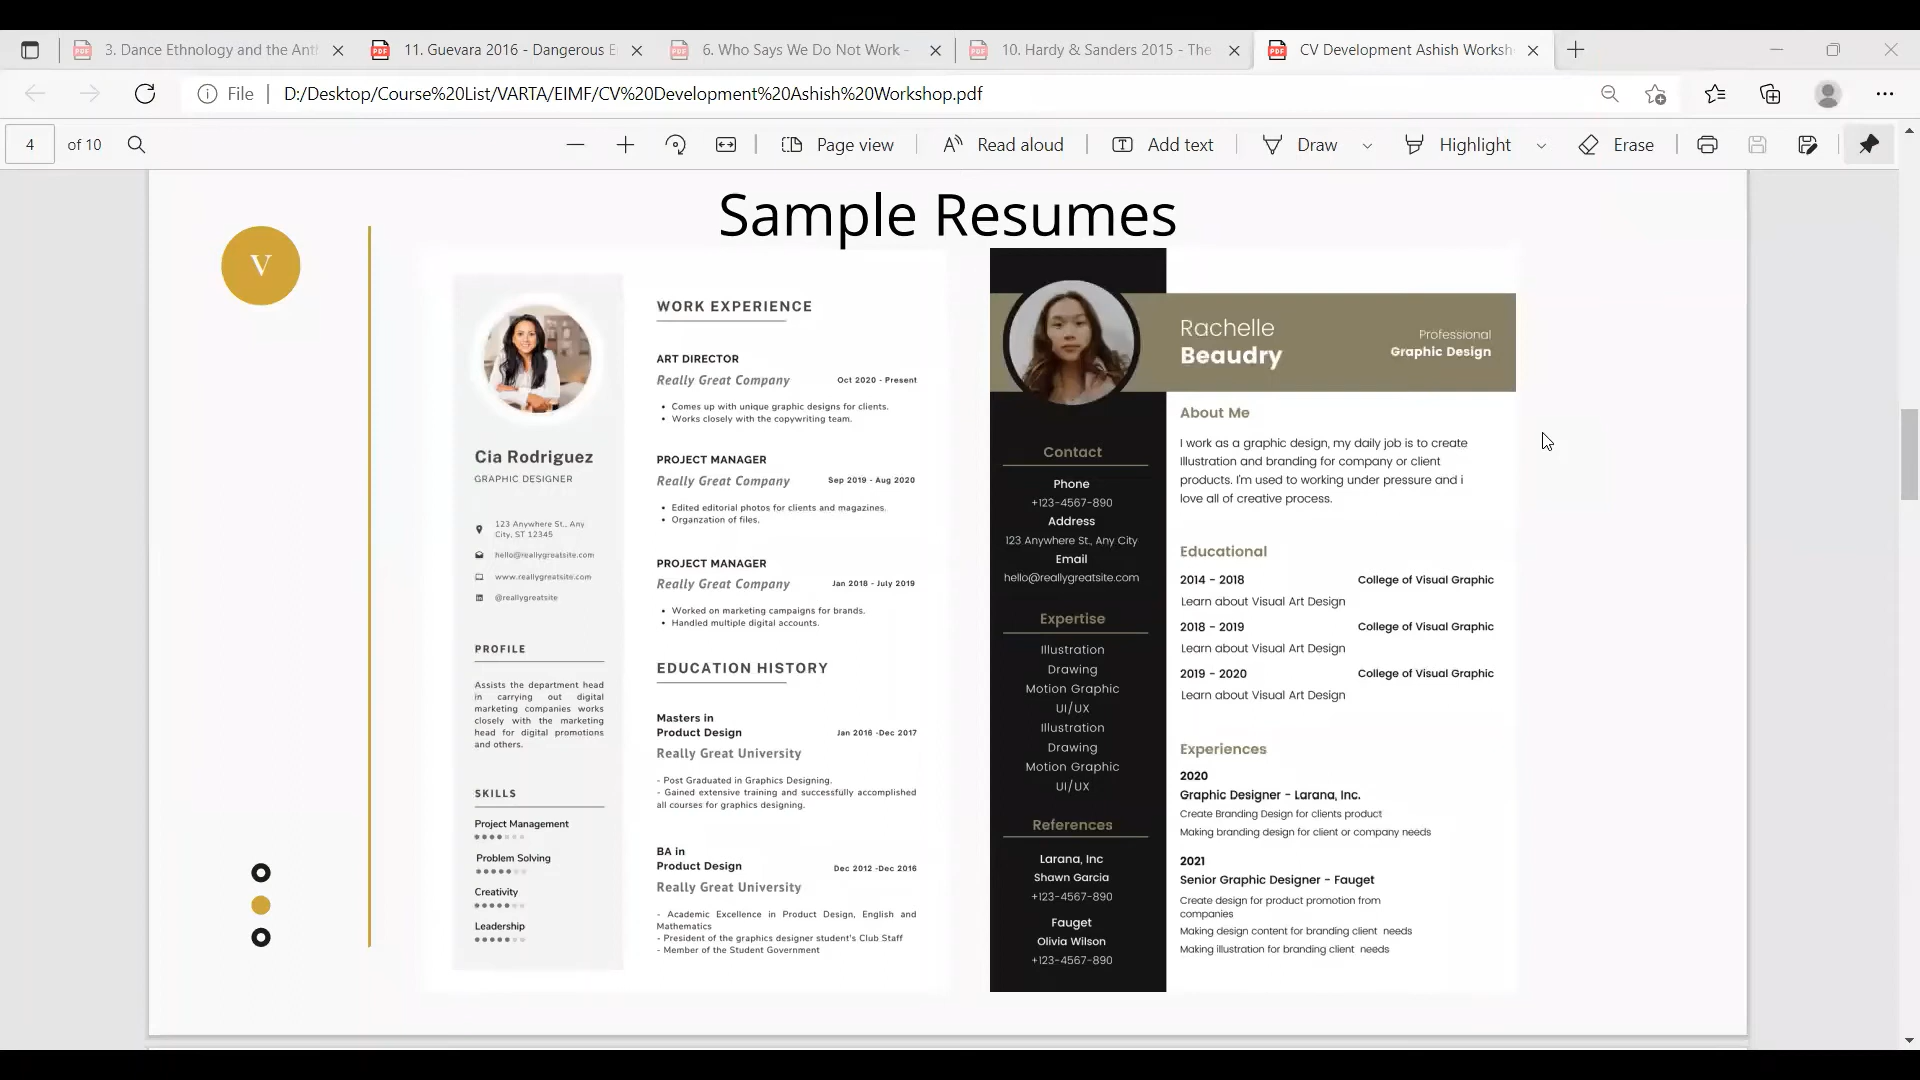 3. Dance Ethnology and the Anth
11. Guevara 2016 - Dangerous E
6. Who Says We Do Not Work -
10. Hardy & Sanders 2015 - The
CV Development Ashish Worksh
File
D:/Desktop/Course%20List/VARTA/EIMF/CV%20Development%20Ashish%20Workshop.pdf
4 of 10
Page view
Read aloud
Add text
Draw
Highlight
Erase
Sample Resumes
V
Cia Rodriguez
GRAPHIC DESIGNER
123 Anywhere St., Any
City, ST 12345
hello@reallygreatsite.com
www.reallygreatsite.com
@reallygreatsite
PROFILE
Assists the department head
in carrying out digital
marketing companies works
closely with the marketing
head for digital promotions
and others.
SKILLS
Project Management
Problem Solving
Creativity
Leadership
WORK EXPERIENCE
ART DIRECTOR
Really Great Company Oct 2020 - Present
• Comes up with unique graphic designs for clients.
• Works closely with the copywriting team.
PROJECT MANAGER
Really Great Company Sep 2019 - Aug 2020
• Edited editorial photos for clients and magazines.
• Organzation of files.
PROJECT MANAGER
Really Great Company Jan 2018 - July 2019
• Worked on marketing campaigns for brands.
• Handled multiple digital accounts.
EDUCATION HISTORY
Masters in
Product Design Jan 2016 -Dec 2017
Really Great University
- Post Graduated in Graphics Designing.
- Gained extensive training and successfully accomplished
all courses for graphics designing.
BA in
Product Design Dec 2012 -Dec 2016
Really Great University
- Academic Excellence in Product Design, English and
Mathematics
- President of the graphics designer student's Club Staff
- Member of the Student Government
Rachelle
Beaudry
Professional
Graphic Design
Contact
Phone
+123-4567-890
Address
123 Anywhere St., Any City
Email
hello@reallygreatsite.com
Expertise
Illustration
Drawing
Motion Graphic
UI/UX
Illustration
Drawing
Motion Graphic
UI/UX
References
Larana, Inc
Shawn Garcia
+123-4567-890
Fauget
Olivia Wilson
+123-4567-890
About Me
I work as a graphic design, my daily job is to create
Illustration and branding for company or client
products. I'm used to working under pressure and i
love all of creative process.
Educational
2014 - 2018 College of Visual Graphic
Learn about Visual Art Design
2018 - 2019 College of Visual Graphic
Learn about Visual Art Design
2019 - 2020 College of Visual Graphic
Learn about Visual Art Design
Experiences
2020
Graphic Designer - Larana, Inc.
Create Branding Design for clients product
Making branding design for client or company needs
2021
Senior Graphic Designer - Fauget
Create design for product promotion from
companies
Making design content for branding client needs
Making illustration for branding client needs